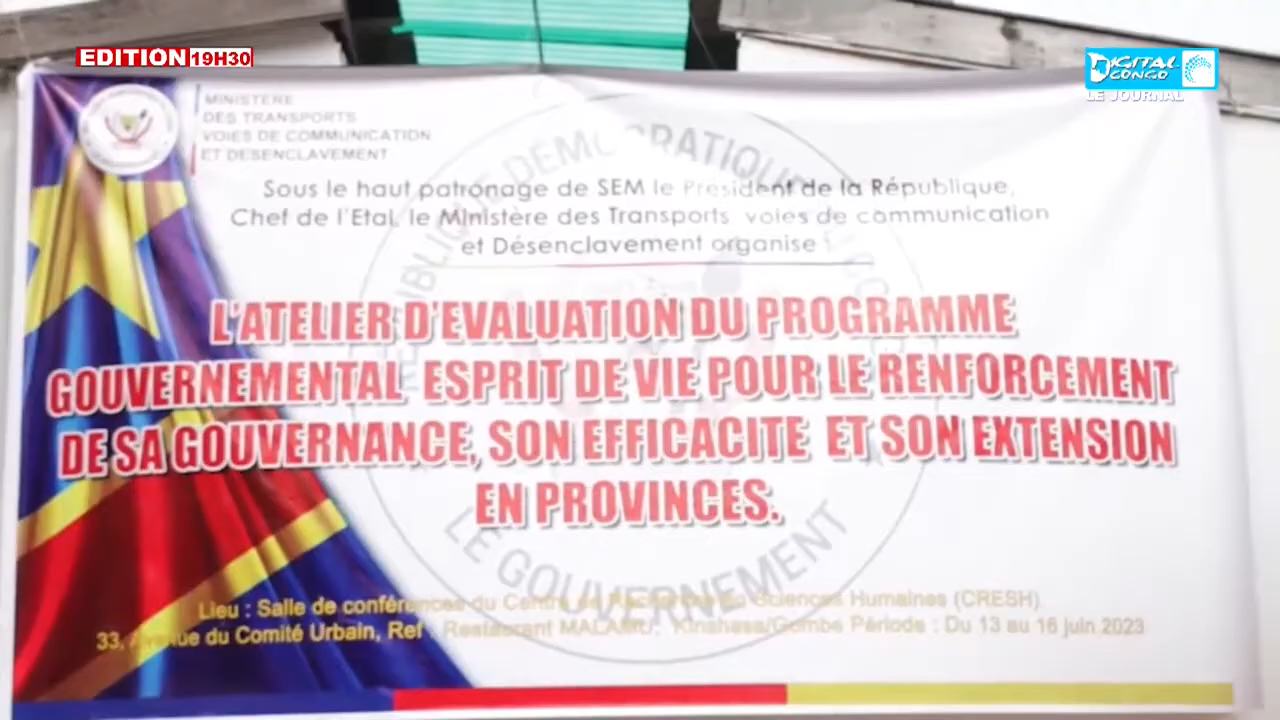 EDITION 19H30
DIGITAL
CONGO
LE JOURNAL
MINISTERE
DES TRANSPORTS
VOIES DE COMMUNICATION
ET DESENCLAVEMENT
Sous le haut patronage de SEM le Président de la République,
Chef de l'Etat, le Ministère des Transports voies de communication
et Désenclavement organise :
L'ATELIER D'EVALUATION DU PROGRAMME
GOUVERNEMENTAL ESPRIT DE VIE POUR LE RENFORCEMENT
DE SA GOUVERNANCE, SON EFFICACITE ET SON EXTENSION
EN PROVINCES.
LE GOUVERNEMENT
Lieu : Salle de conférences du Centre de Sciences Humaines (CRESH)
33, Avenue du Comité Urbain, Ref : Restaurant Kinshasa/Gombe Période : Du 13 au 16 juin 2023